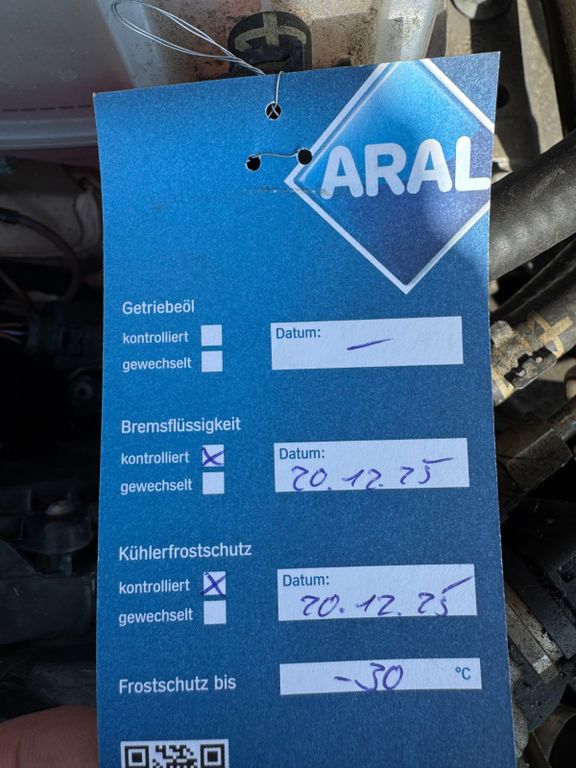 ARAL
Getriebeöl
kontrolliert
gewechselt
Datum: –
Bremsflüssigkeit
kontrolliert X
gewechselt
Datum:
20.12.25
Kühlerfrostschutz
kontrolliert X
gewechselt
Datum:
20.12.25
Frostschutz bis -30 °C